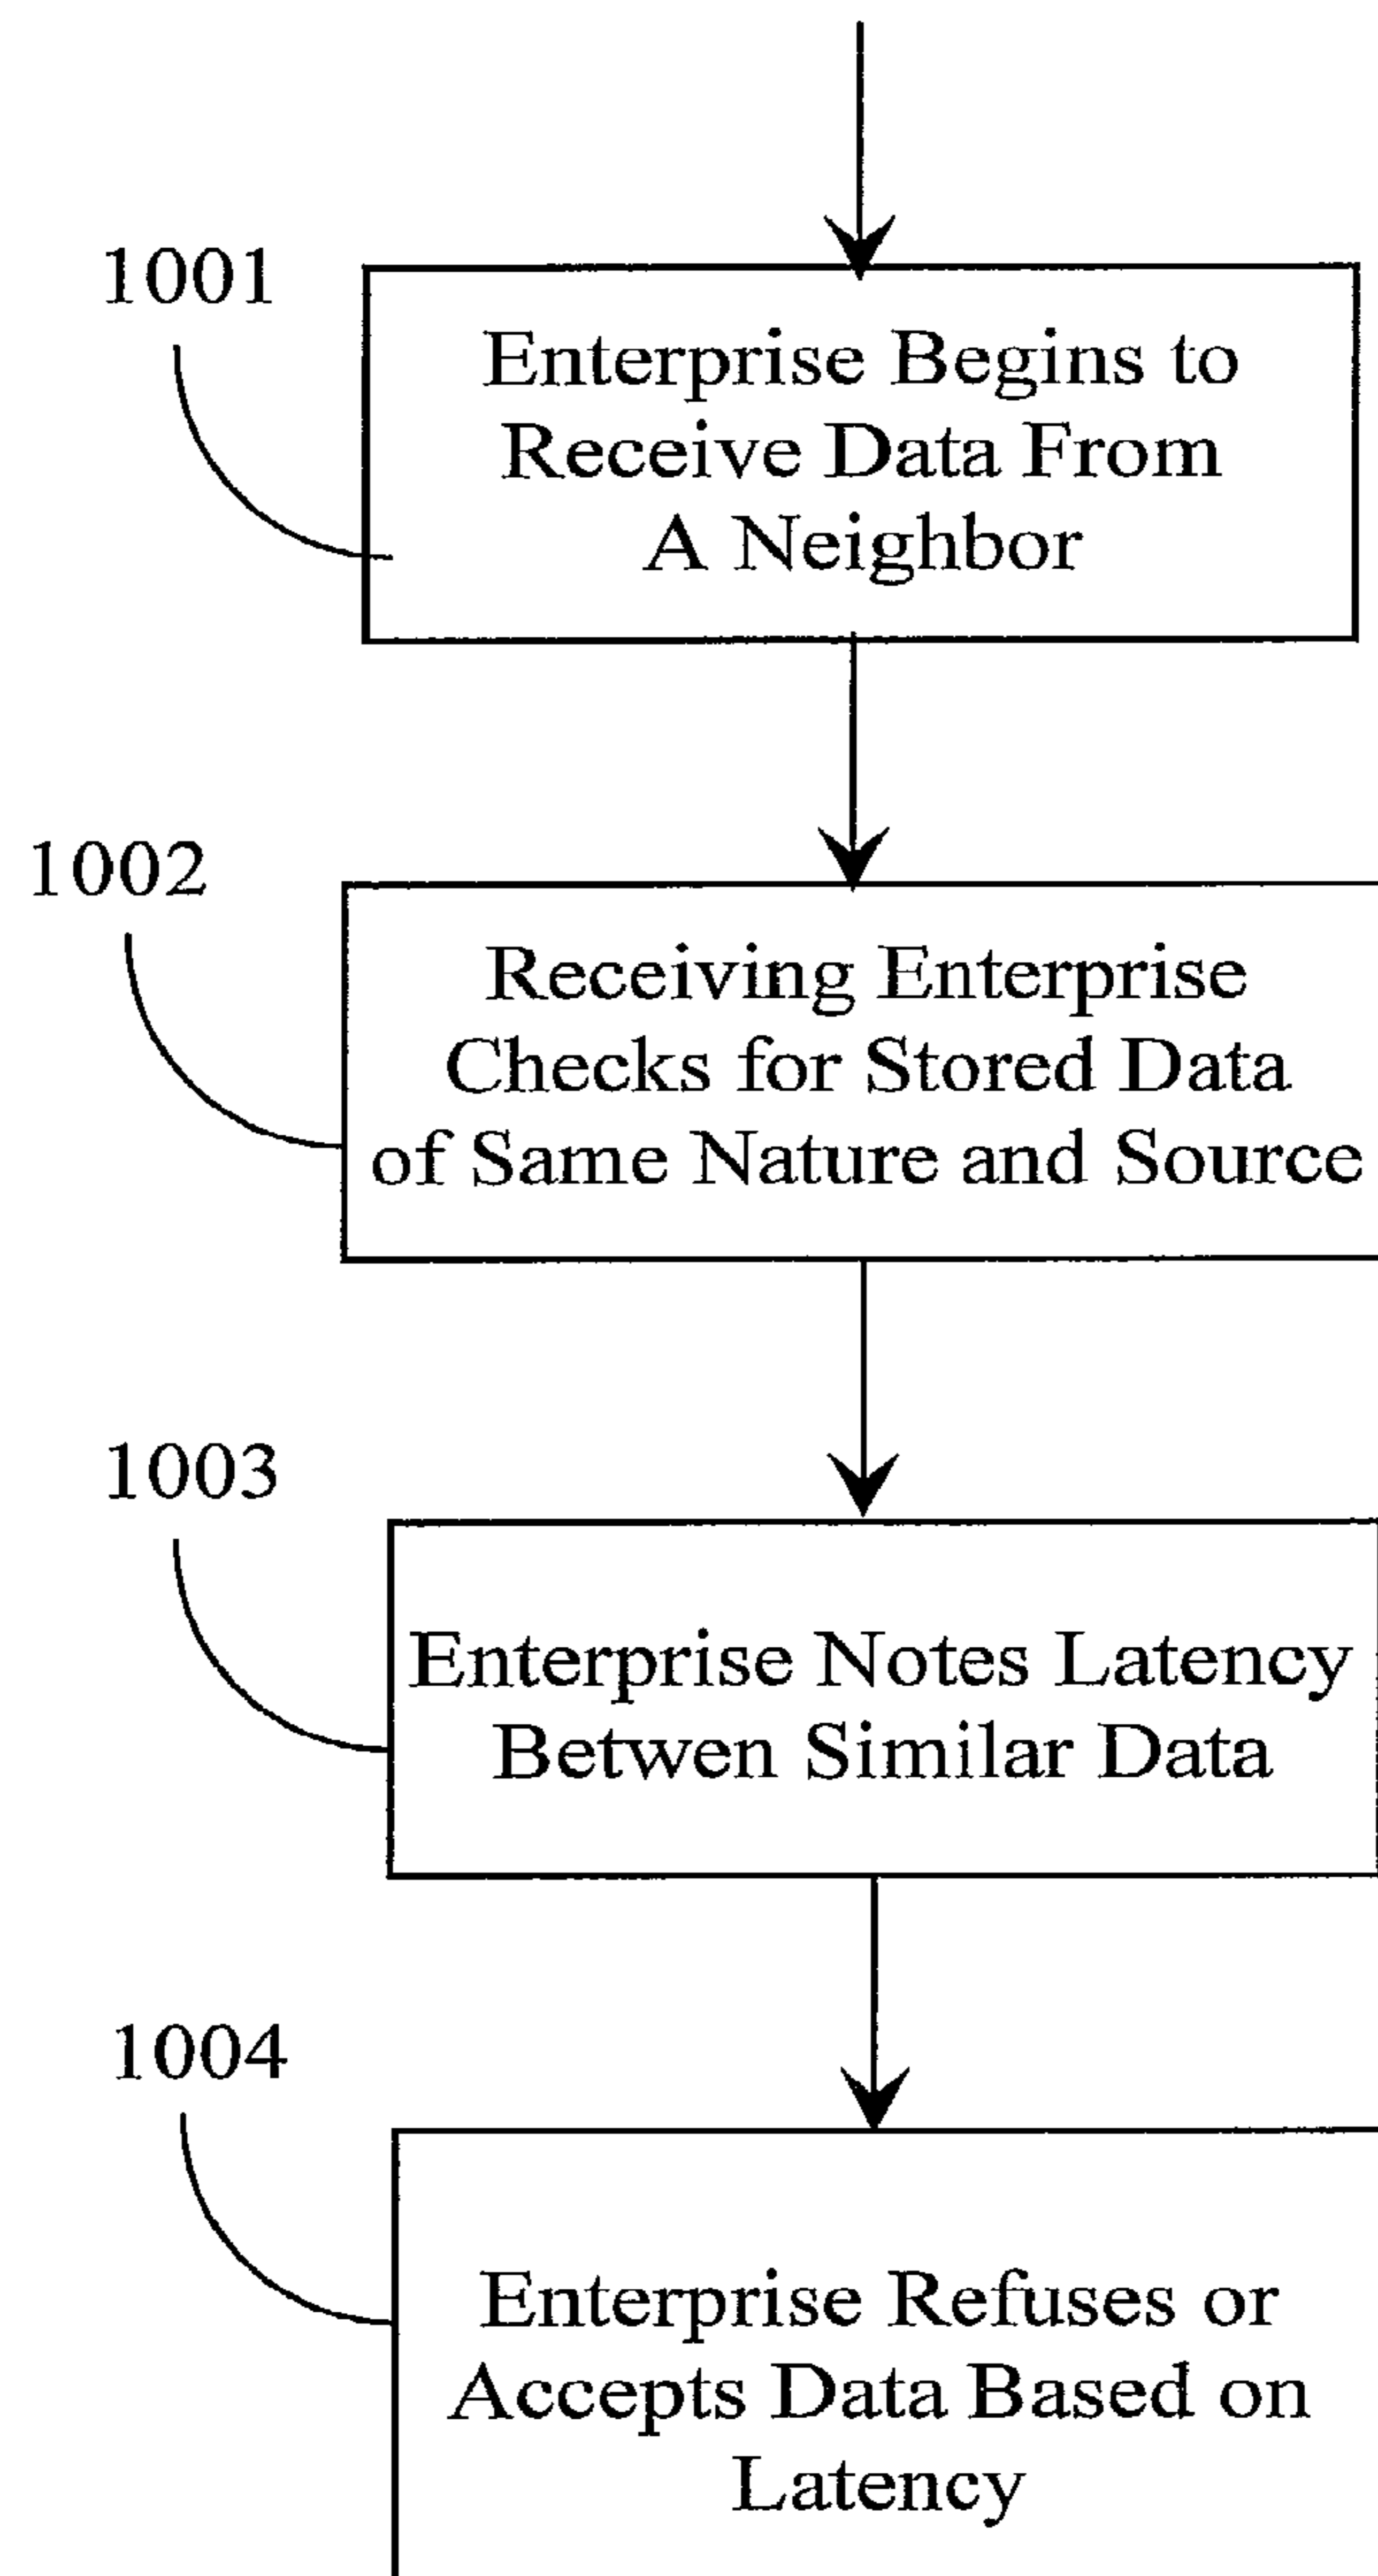 1001
Enterprise Begins to
Receive Data From
A Neighbor
1002
Receiving Enterprise
Checks for Stored Data
of Same Nature and Source
1003
Enterprise Notes Latency
Betwen Similar Data
1004
Enterprise Refuses or
Accepts Data Based on
Latency